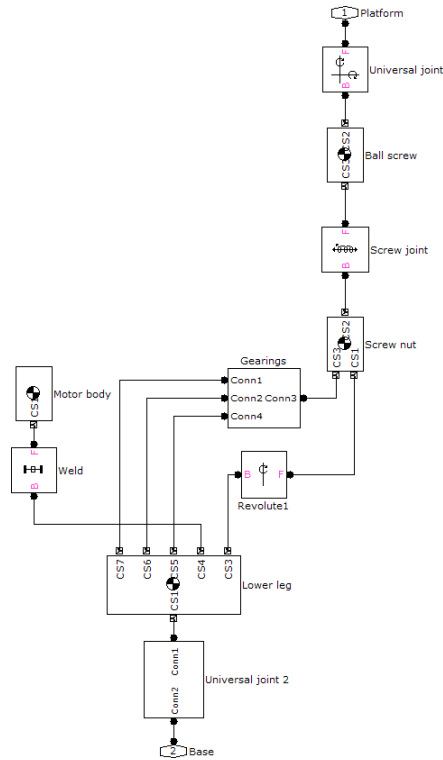 1 Platform
F
B
Universal joint
CS2
CS3
Ball screw
F
B
Screw joint
CS2
CS3
CS1
Screw nut
Gearings
Conn1
Conn2 Conn3
Conn4
CS1
Motor body
F
B
Weld
B F
Revolute1
CS7 CS6 CS5 CS4 CS3
CS1
Lower leg
Conn1
Conn2
Universal joint 2
2 Base